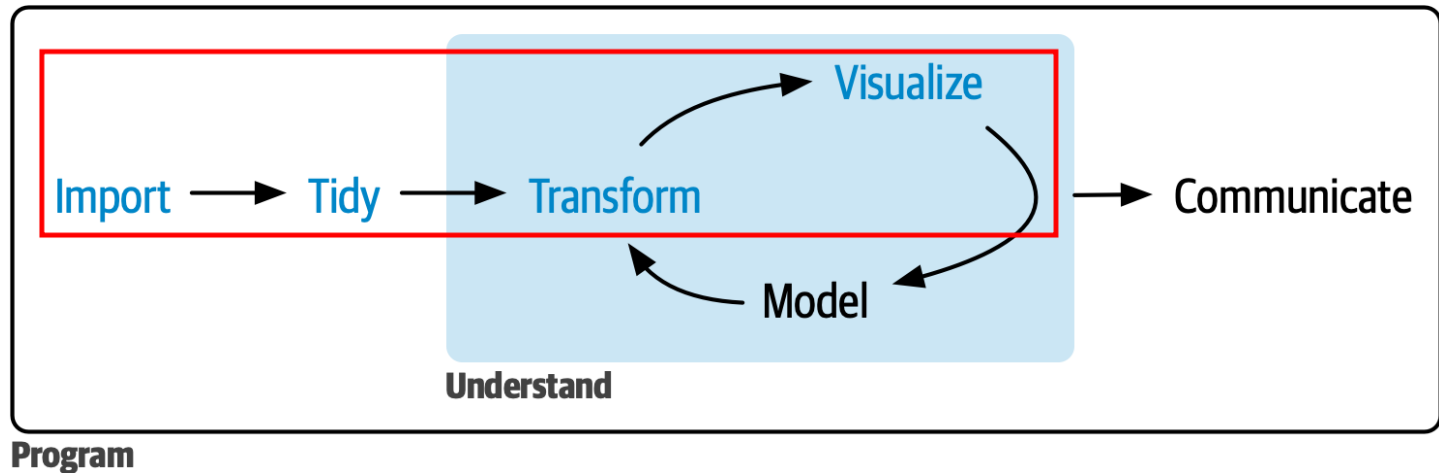 Visualize
Import Tidy Transform Communicate
Model
Understand
Program